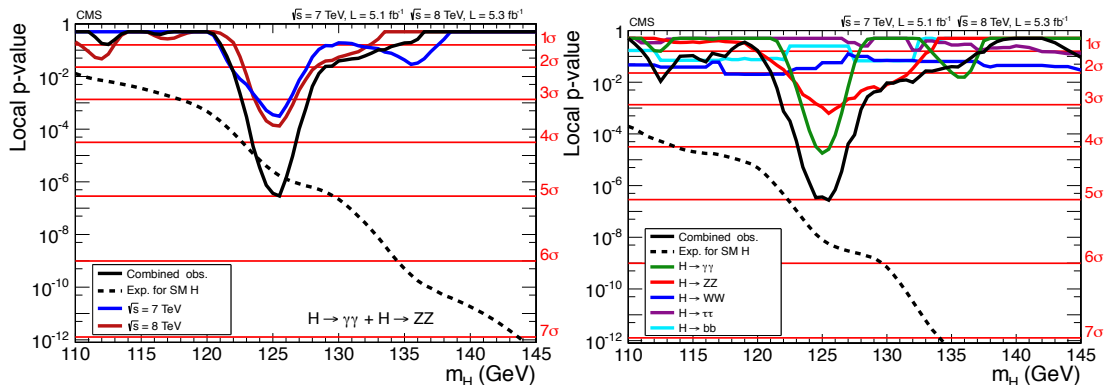 CMS
√s = 7 TeV, L = 5.1 fb⁻¹ √s = 8 TeV, L = 5.3 fb⁻¹
Local p-value
1
10⁻²
10⁻⁴
10⁻⁶
10⁻⁸
10⁻¹⁰
10⁻¹²
1σ
2σ
3σ
4σ
5σ
6σ
7σ
Combined obs.
Exp. for SM H
√s = 7 TeV
√s = 8 TeV
H → γγ + H → ZZ
110 115 120 125 130 135 140 145
m_H (GeV)
CMS
√s = 7 TeV, L = 5.1 fb⁻¹ √s = 8 TeV, L = 5.3 fb⁻¹
Local p-value
1
10⁻²
10⁻⁴
10⁻⁶
10⁻⁸
10⁻¹⁰
10⁻¹²
1σ
2σ
3σ
4σ
5σ
6σ
7σ
Combined obs.
Exp. for SM H
H → γγ
H → ZZ
H → WW
H → ττ
H → bb
110 115 120 125 130 135 140 145
m_H (GeV)